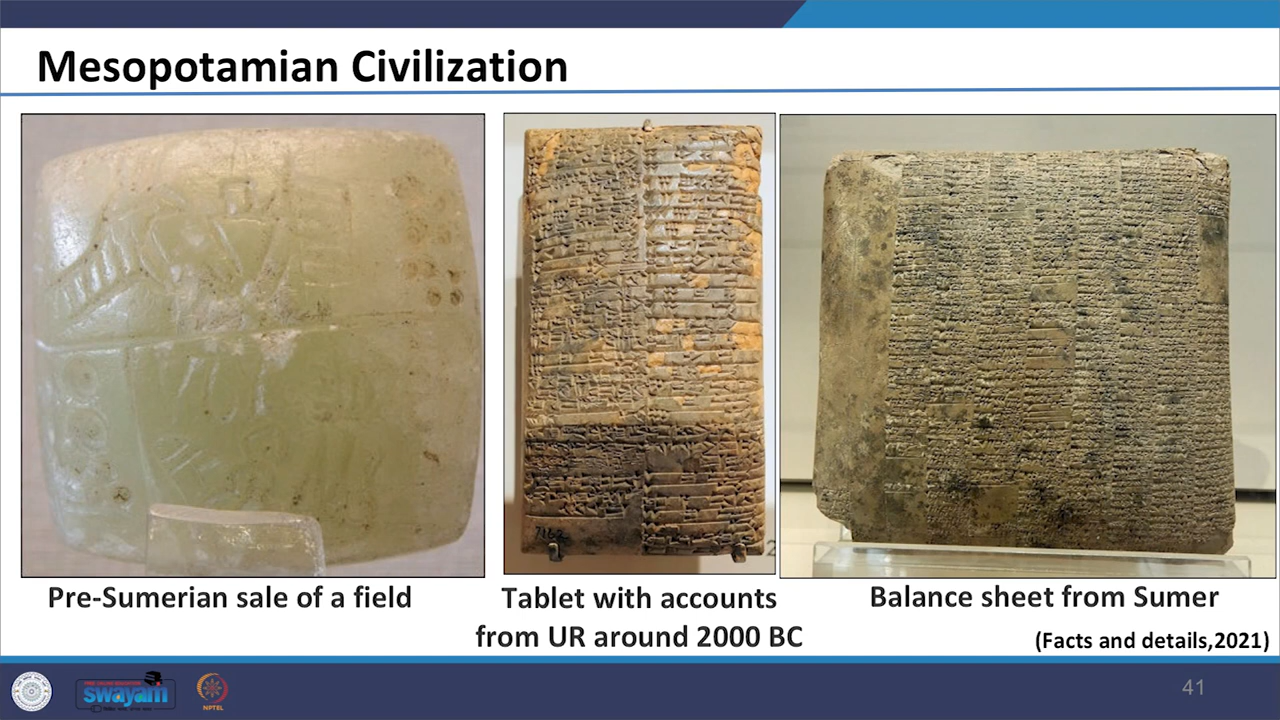 Mesopotamian Civilization
7162
Pre-Sumerian sale of a field
Tablet with accounts
from UR around 2000 BC
Balance sheet from Sumer
(Facts and details,2021)
swayam
NPTEL
41